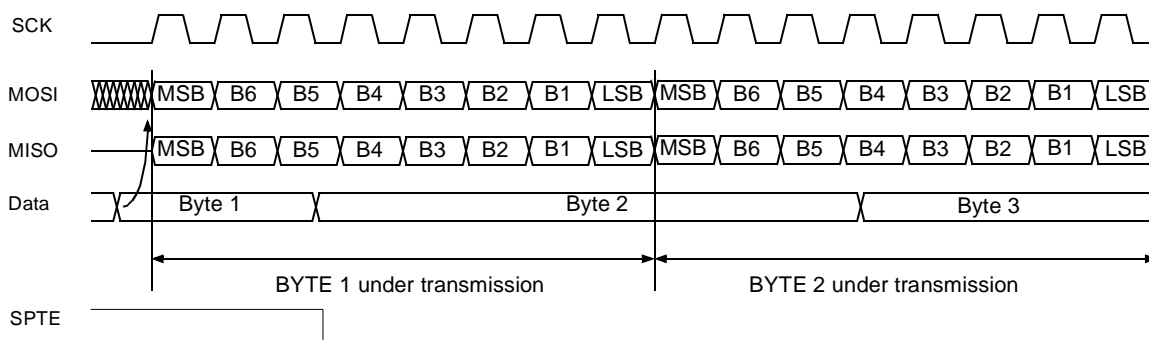 SCK
MOSI MSB B6 B5 B4 B3 B2 B1 LSB MSB B6 B5 B4 B3 B2 B1 LSB
MISO MSB B6 B5 B4 B3 B2 B1 LSB MSB B6 B5 B4 B3 B2 B1 LSB
Data Byte 1 Byte 2 Byte 3
BYTE 1 under transmission BYTE 2 under transmission
SPTE